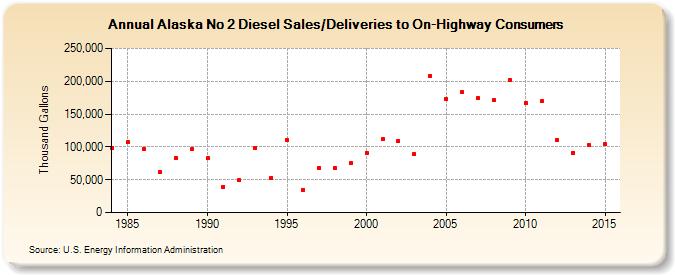 Annual Alaska No 2 Diesel Sales/Deliveries to On-Highway Consumers
Thousand Gallons
250,000
200,000
150,000
100,000
50,000
0
1985 1990 1995 2000 2005 2010 2015
Source: U.S. Energy Information Administration